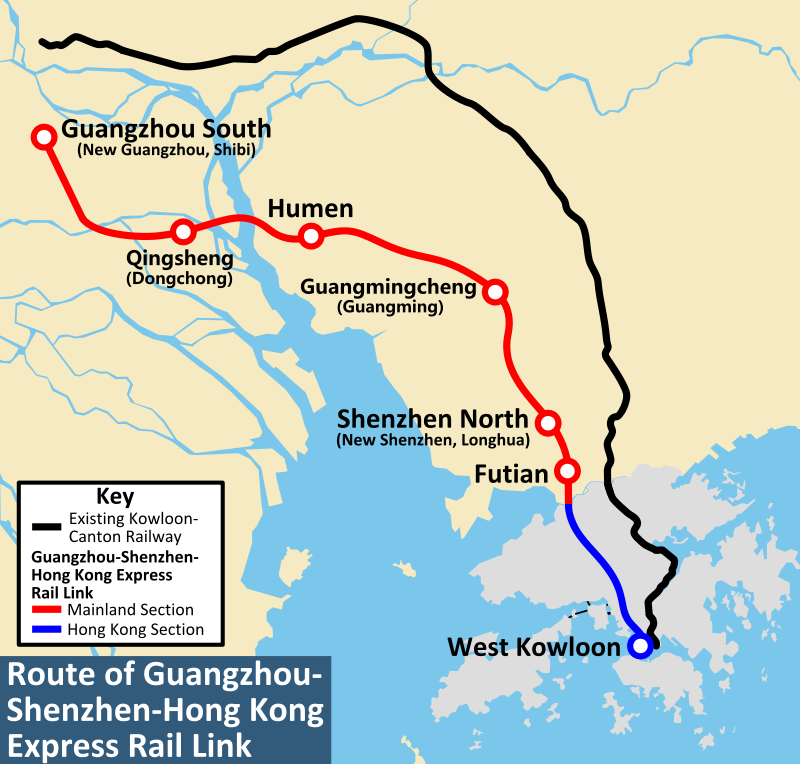 Guangzhou South
(New Guangzhou, Shibi)
Humen
Qingsheng
(Dongchong)
Guangmingcheng
(Guangming)
Shenzhen North
(New Shenzhen, Longhua)
Futian
West Kowloon
Key
Existing Kowloon-
Canton Railway
Guangzhou-Shenzhen-
Hong Kong Express
Rail Link
Mainland Section
Hong Kong Section
Route of Guangzhou-
Shenzhen-Hong Kong
Express Rail Link